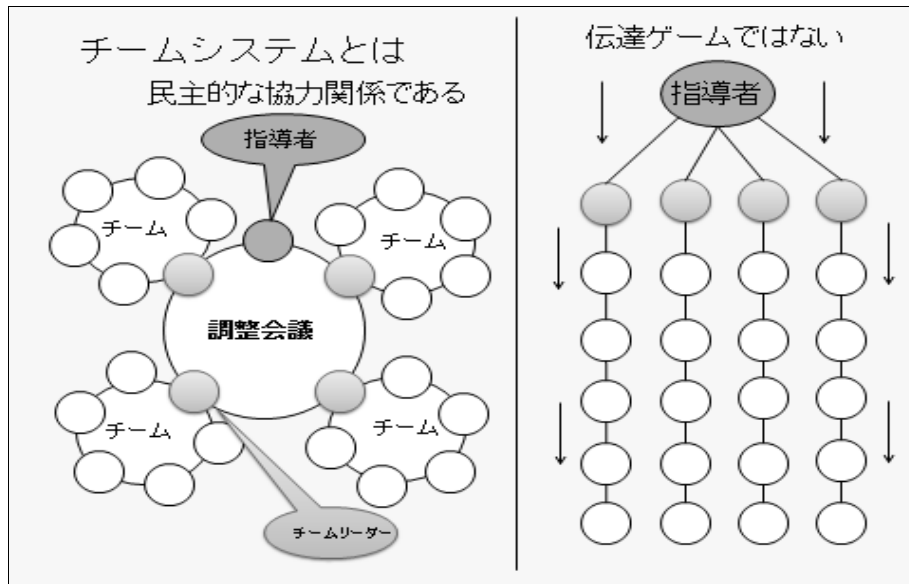 チームシステムとは
民主的な協力関係である
指導者
チーム
チーム
調整会議
チーム
チーム
チームリーダー
伝達ゲームではない
指導者